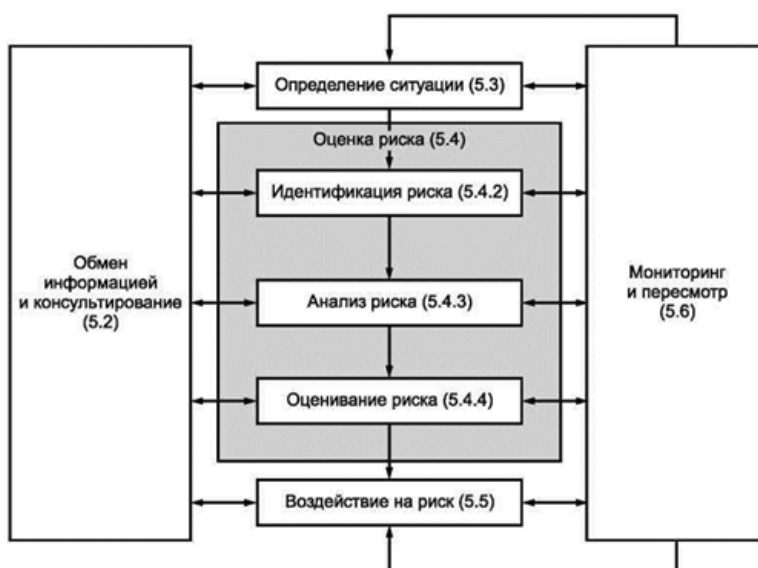 Определение ситуации (5.3)
Оценка риска (5.4)
Идентификация риска (5.4.2)
Обмен
информацией
и консультирование
(5.2)
Анализ риска (5.4.3)
Мониторинг
и пересмотр
(5.6)
Оценивание риска (5.4.4)
Воздействие на риск (5.5)